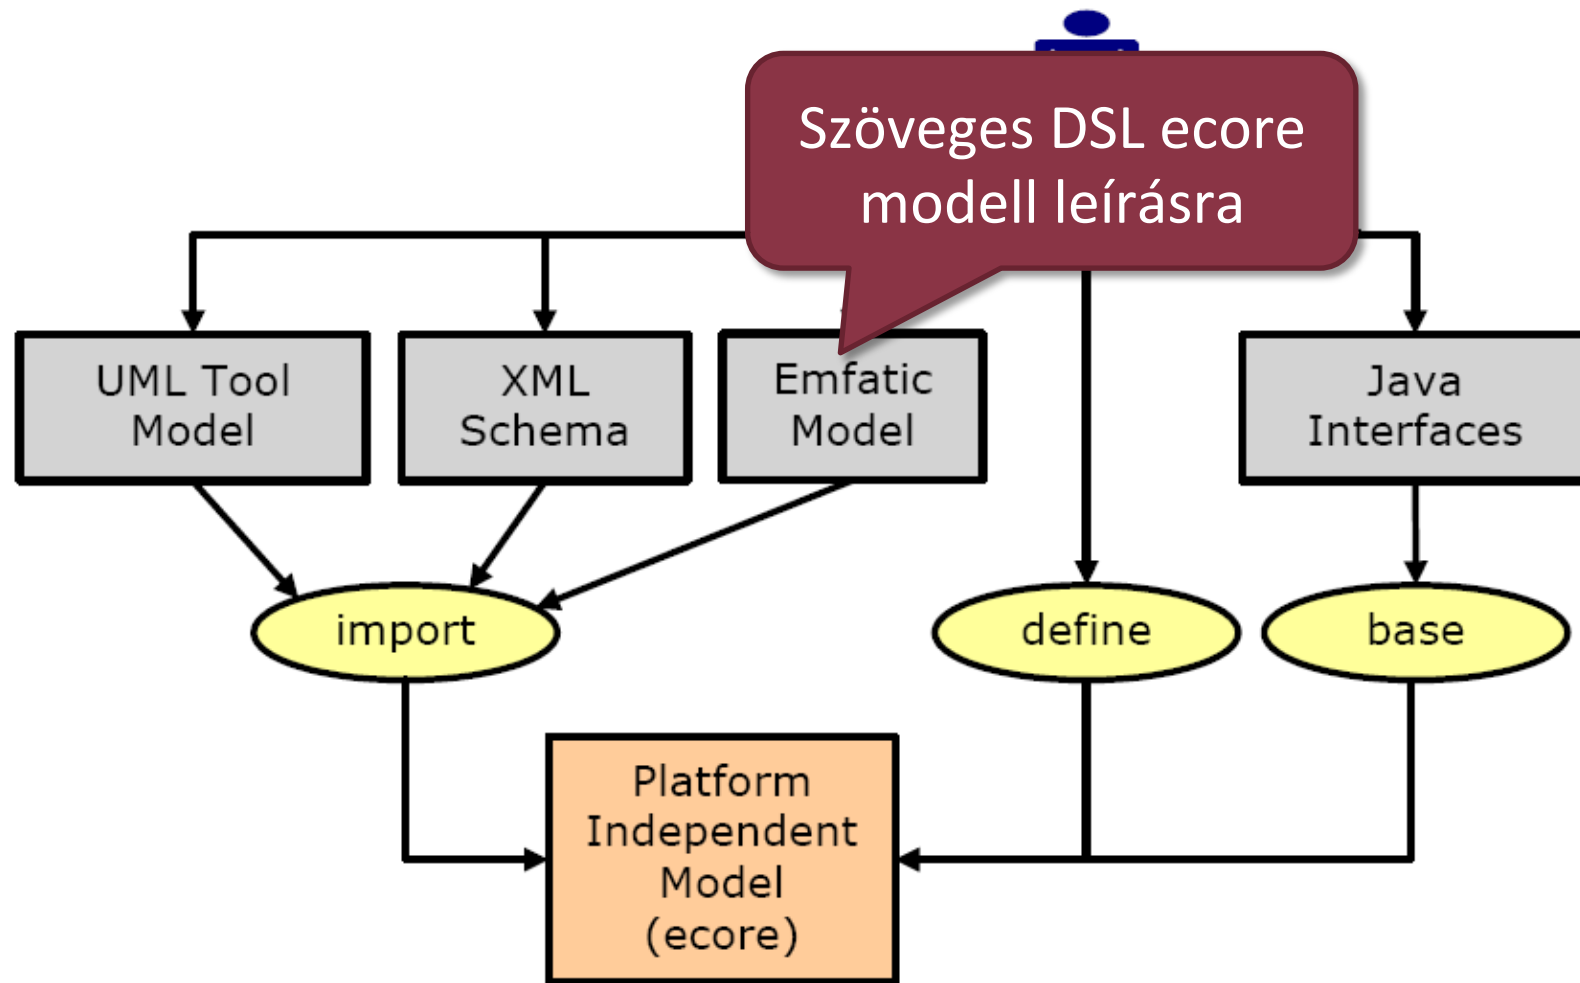 Szöveges DSL ecore
modell leírásra
UML Tool
Model
XML
Schema
Emfatic
Model
Java
Interfaces
import
define
base
Platform
Independent
Model
(ecore)